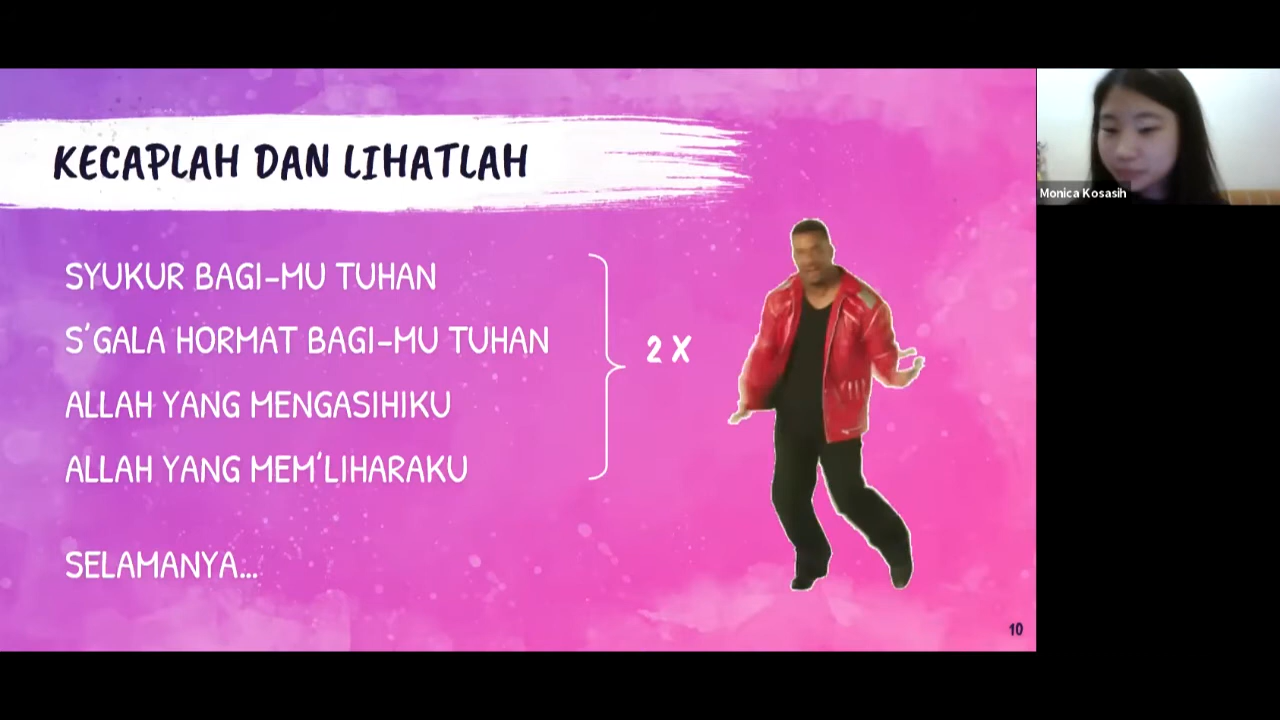 KECAPLAH DAN LIHATLAH
SYUKUR BAGI-MU TUHAN
S'GALA HORMAT BAGI-MU TUHAN
ALLAH YANG MENGASIHIKU
ALLAH YANG MEM'LIHARAKU
2 X
SELAMANYA...
10
Monica Kosasih